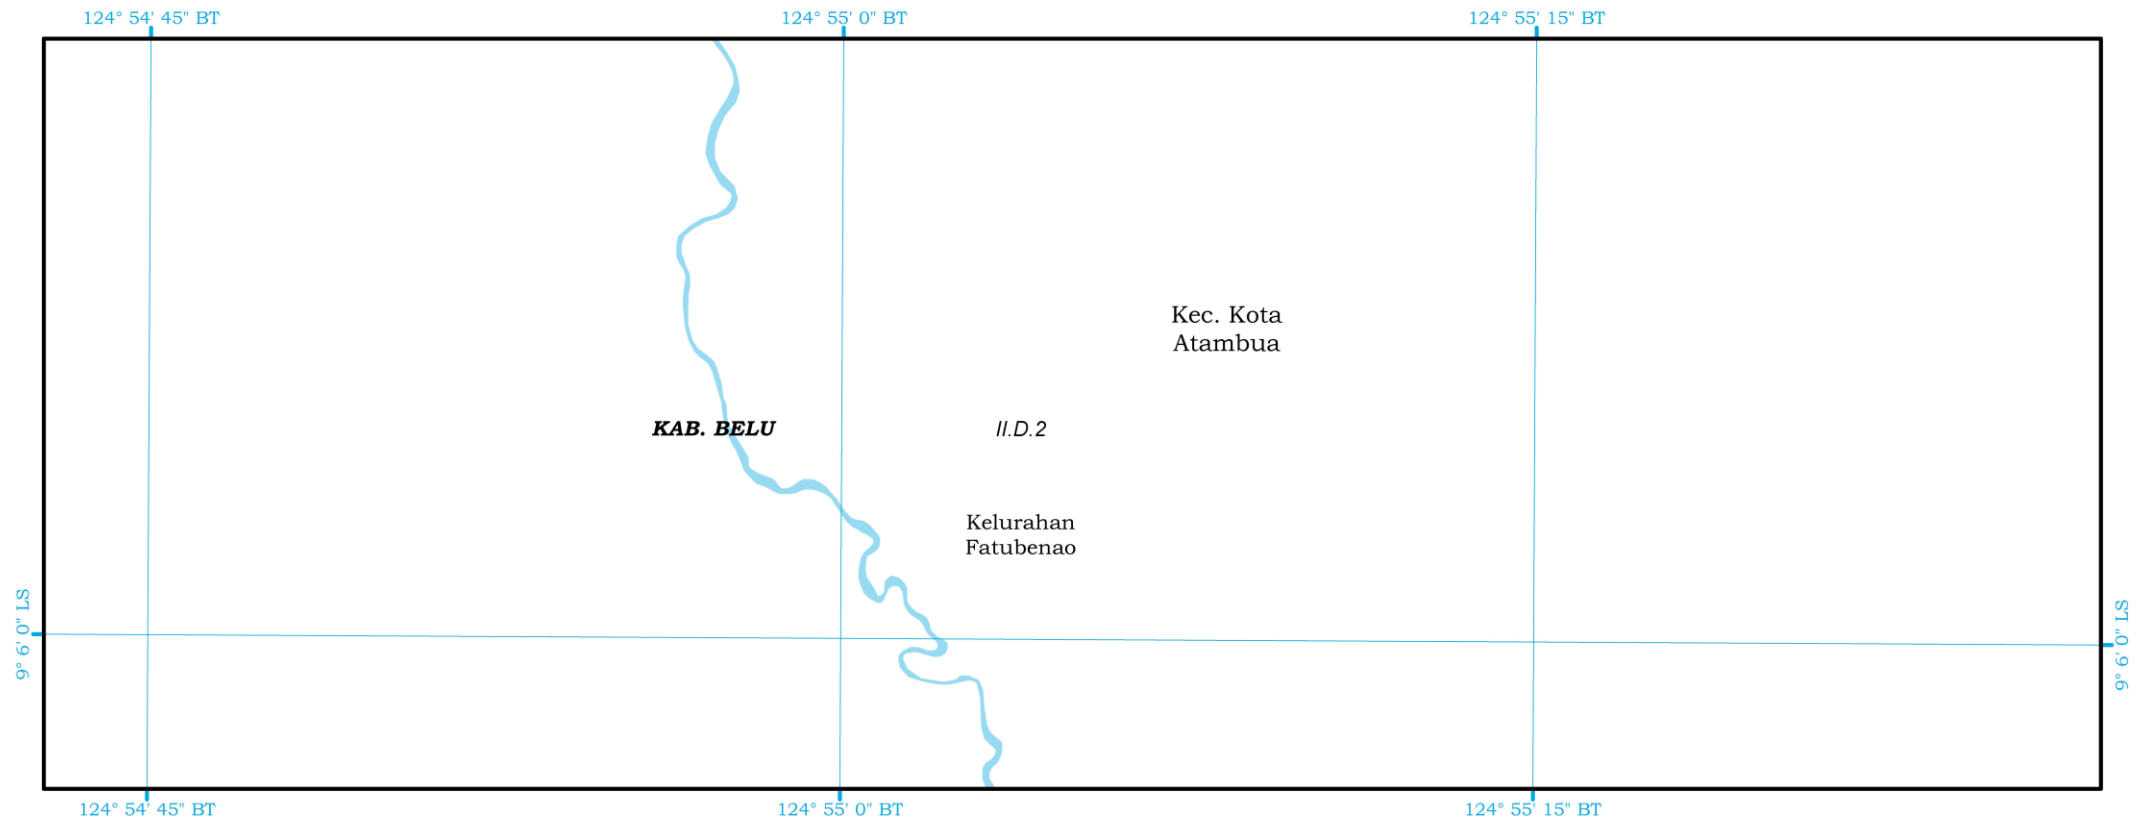 124° 54' 45" BT
124° 55' 0" BT
124° 55' 15" BT
Kec. Kota
Atambua
KAB. BELU
II.D.2
Kelurahan
Fatubenao
9° 6' 0" LS
9° 6' 0" LS
124° 54' 45" BT
124° 55' 0" BT
124° 55' 15" BT